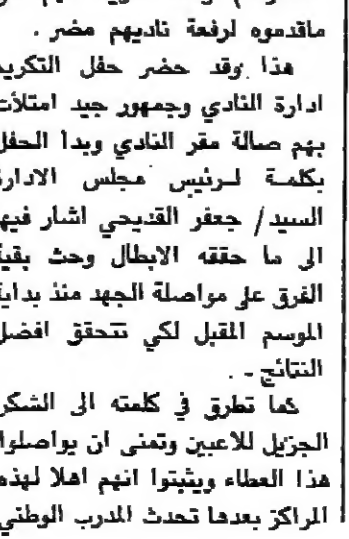 ماقدموه لرفعة ناديهم مضر .
هذا وقد حضر حفل التكريم
ادارة النادي وجمهور جيد امتلأت
بهم صالة مقر النادي وبدأ الحفل
بكلمة لرئيس مجلس الادارة
السيد / جعفر القديحي اشار فيها
الى ما حققه الابطال وحث بقية
الفرق على مواصلة الجهد منذ بداية
الموسم المقبل لكي تتحقق افضل
النتائج - .
كما تطرق في كلمته الى الشكر
الجزيل للاعبين وتمنى ان يواصلوا
هذا العطاء ويثبتوا انهم اهلا لهذه
المراكز بعدها تحدث المدرب الوطني